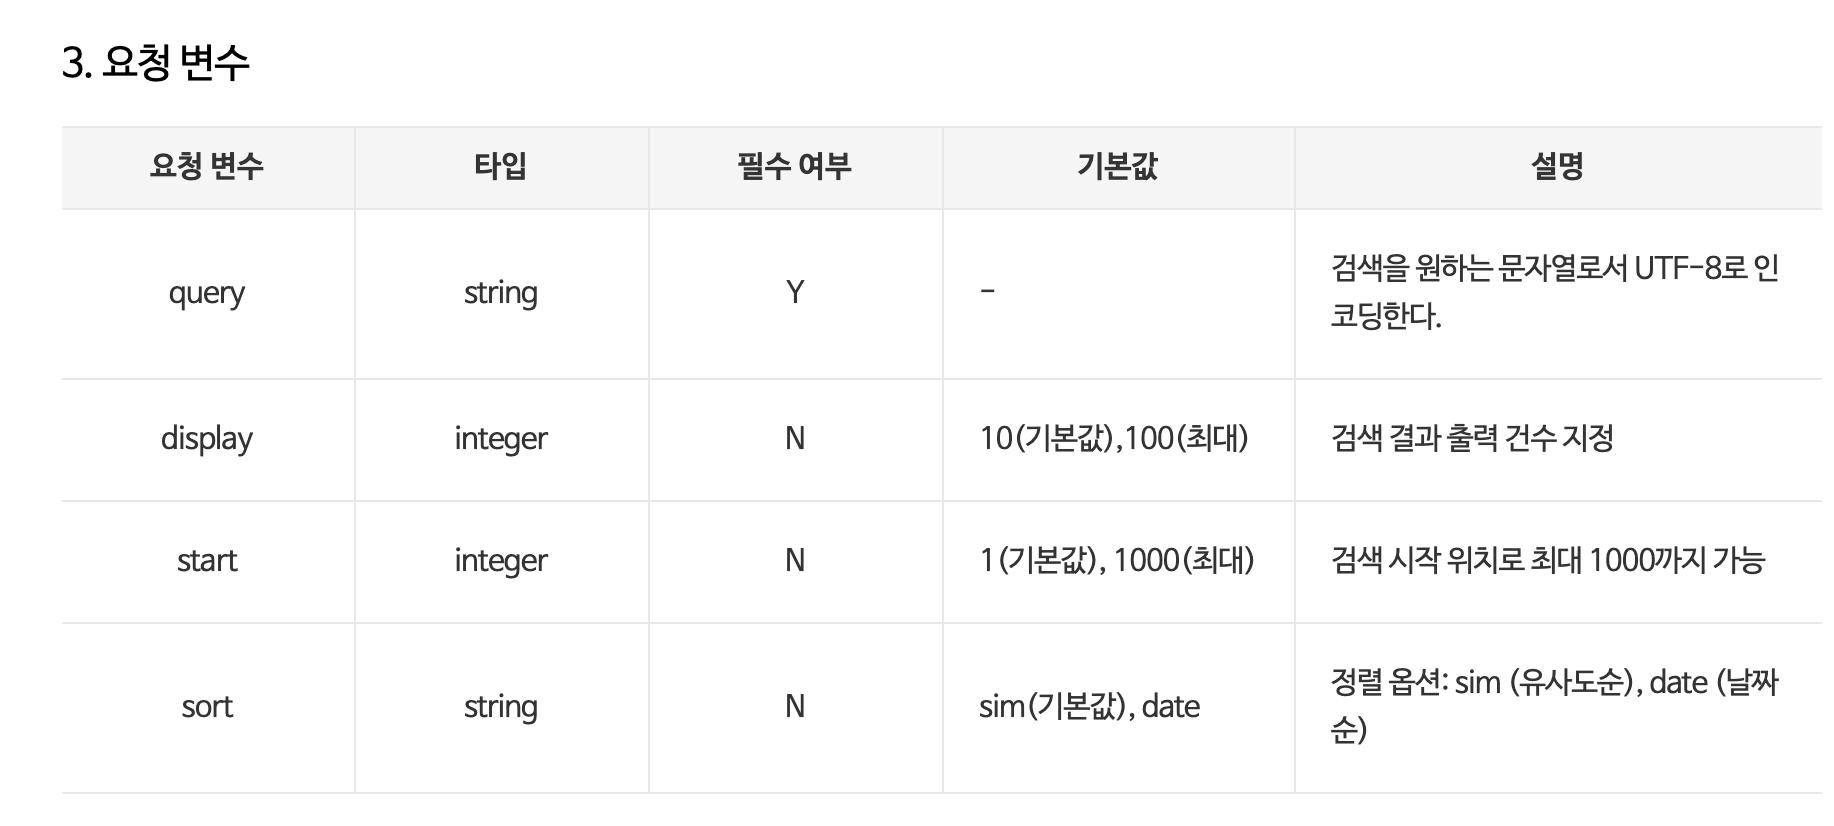 3. 요청 변수
요청 변수 타입 필수 여부 기본값 설명
query string Y - 검색을 원하는 문자열로서 UTF-8로 인
코딩한다.
display integer N 10(기본값),100(최대) 검색 결과 출력 건수 지정
start integer N 1(기본값), 1000(최대) 검색 시작 위치로 최대 1000까지 가능
sort string N sim(기본값), date 정렬 옵션: sim (유사도순), date (날짜
순)